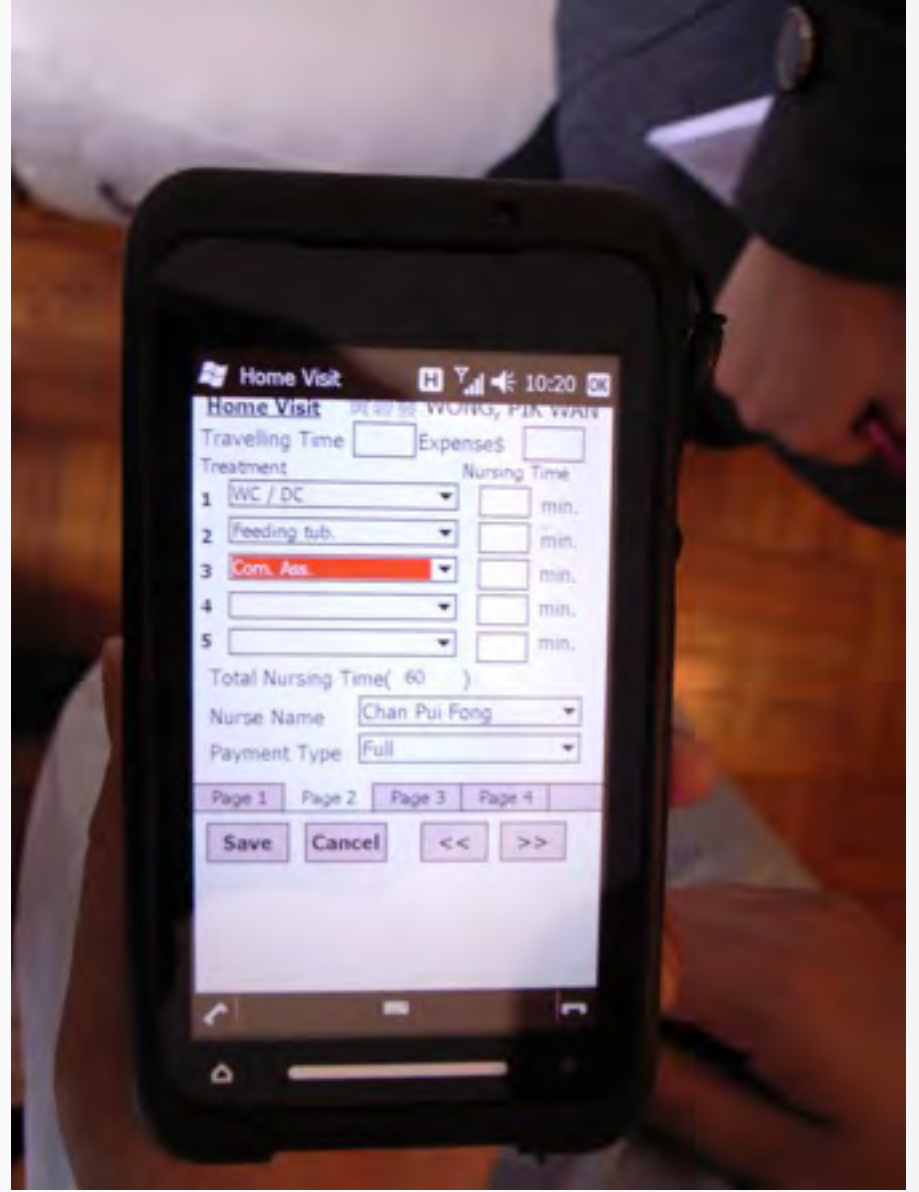 Home Visit H 10:20 OK
Home Visit WONG, PIK WAN
Travelling Time Expense$
Treatment Nursing Time
1 WC / DC min.
2 Feeding tub. min.
3 Com. Ass. min.
4 min.
5 min.
Total Nursing Time( 60 )
Nurse Name Chan Pui Fong
Payment Type Full
Page 1 Page 2 Page 3 Page 4
Save Cancel << >>